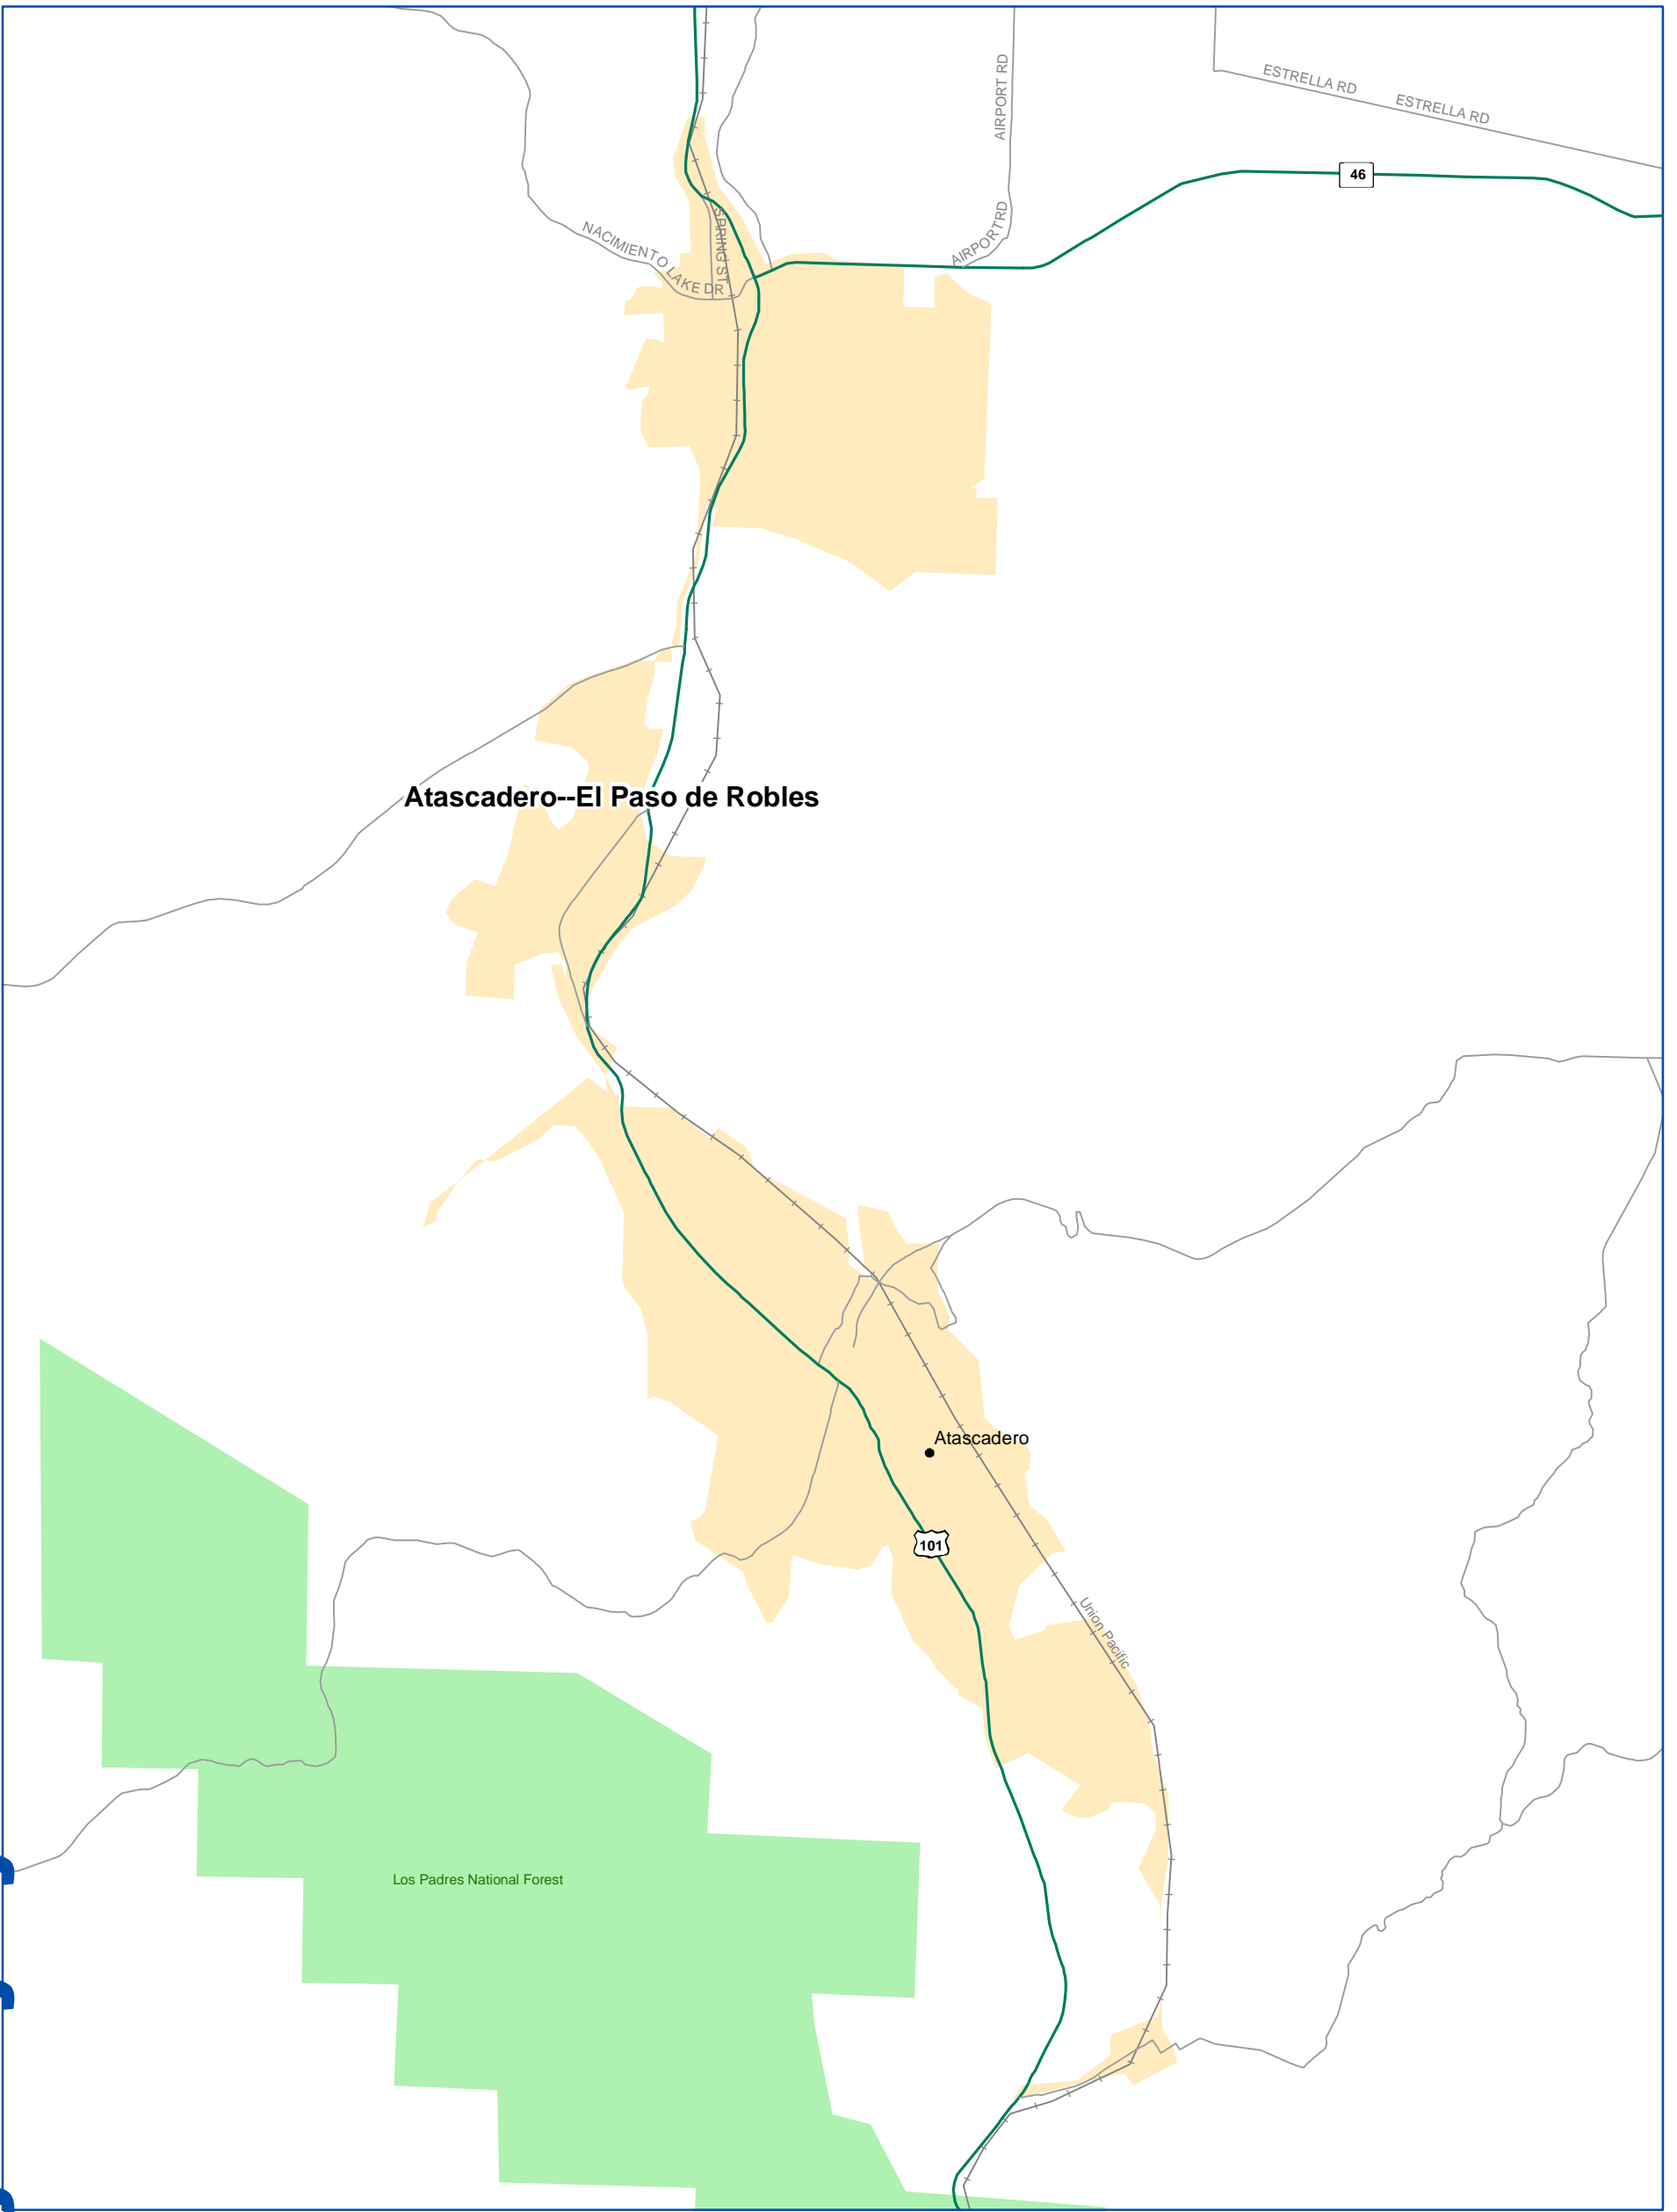 ESTRELLA RD
ESTRELLA RD
AIRPORT RD
46
SPRING ST
NACIMIENTO LAKE DR
AIRPORT RD
Atascadero--El Paso de Robles
Atascadero
101
Union Pacific
Los Padres National Forest